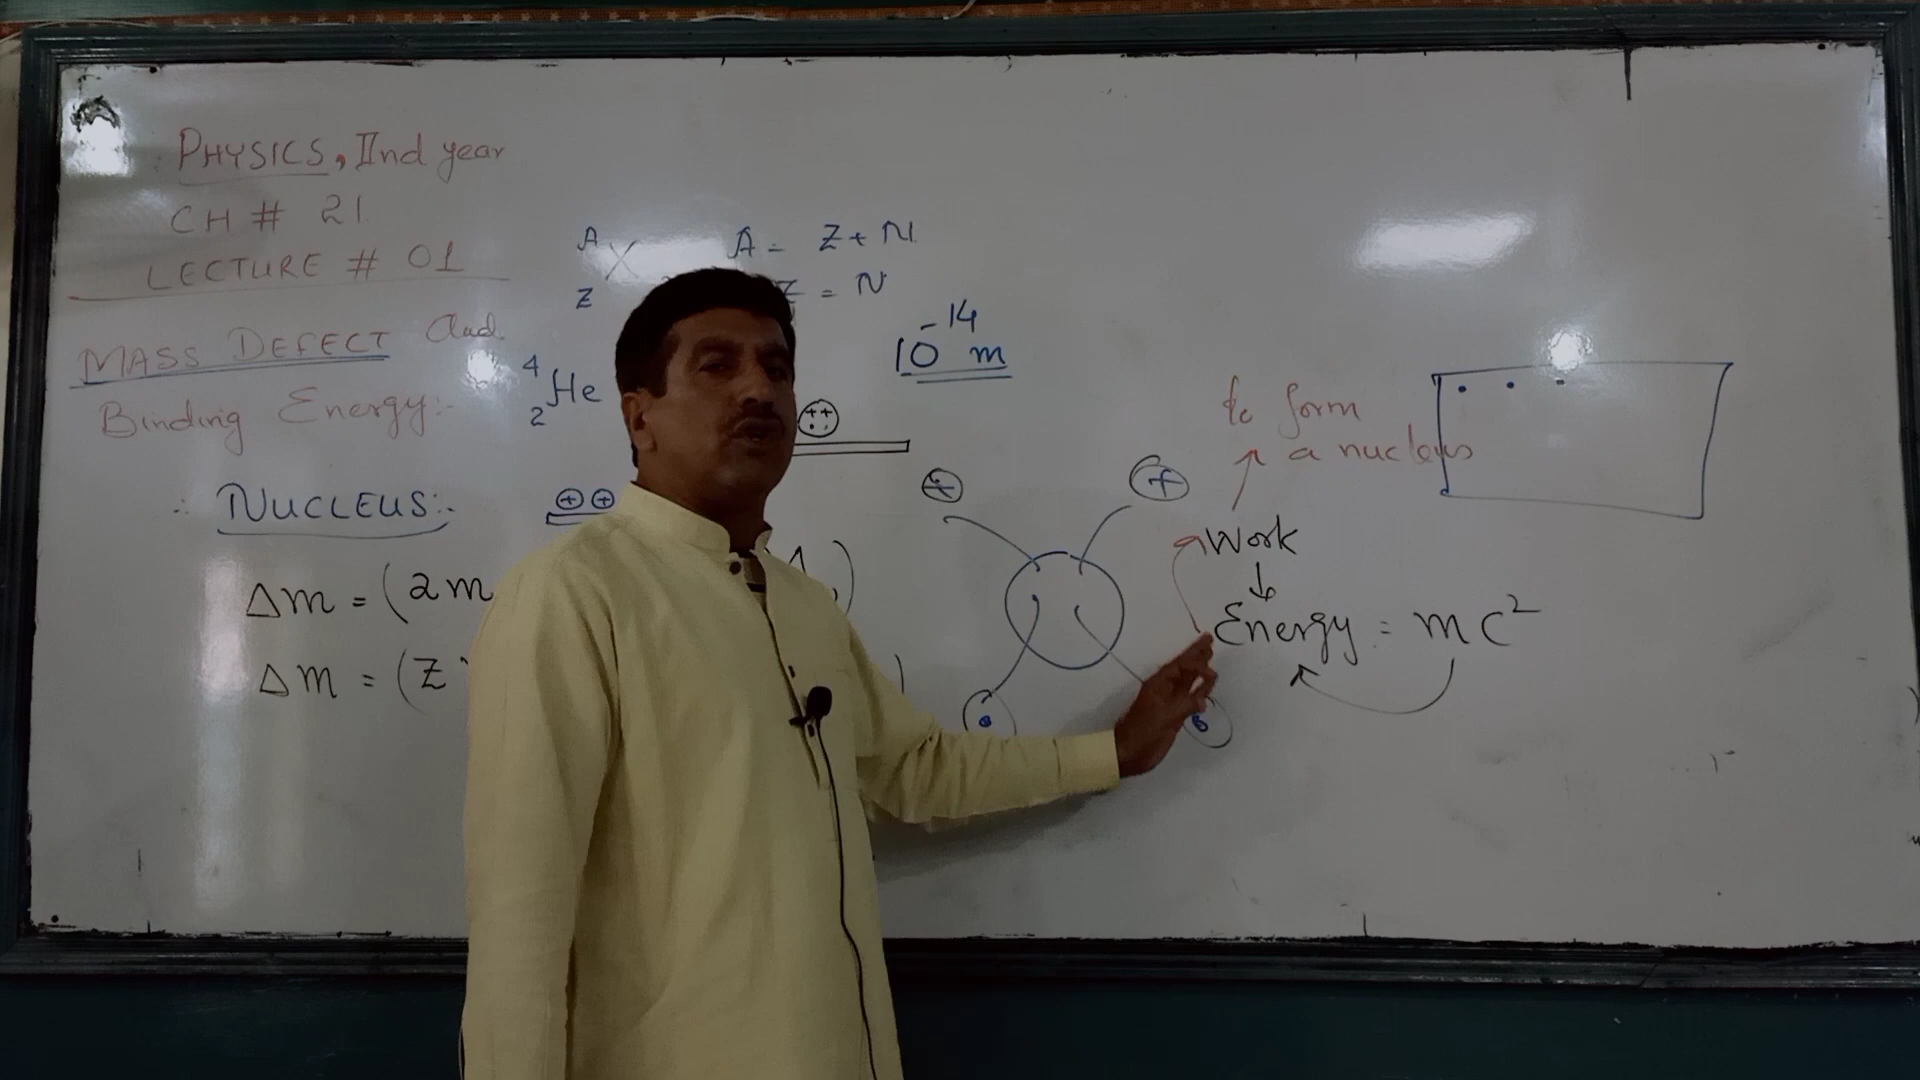 PHYSICS, IInd year
CH # 21
LECTURE # 01
MASS DEFECT And
Binding Energy:-
A
X
Z
A = Z + N
Z = N
10⁻¹⁴ m
⁴₂He
NUCLEUS:-
Δm = (2m
Δm = (Z
to form
a nucleus
Work
Energy = mc²